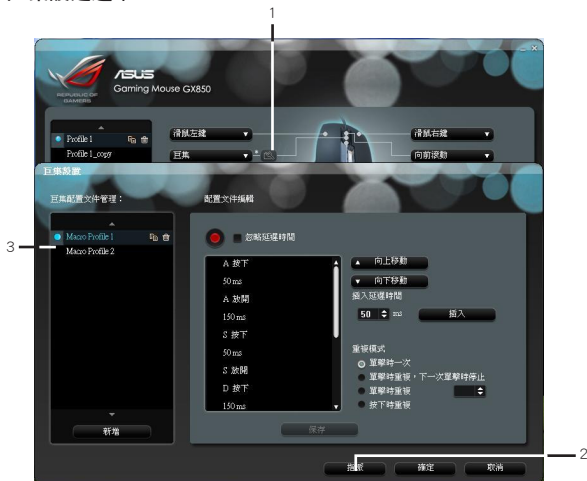 1
ASUS
REPUBLIC OF
GAMERS
Gaming Mouse GX850
Profile 1
Profile 1_copy
滑鼠左鍵
巨集
滑鼠右鍵
向前滾動
巨集設置
巨集配置文件管理：
配置文件編輯
3
Macro Profile 1
Macro Profile 2
新增
忽略延遲時間
A 按下
50 ms
A 放開
150 ms
S 按下
50 ms
S 放開
D 按下
150 ms
向上移動
向下移動
插入延遲時間
50 ms
插入
重複模式
單擊時一次
單擊時重複，下一次單擊時停止
單擊時重複
按下時重複
保存
2
指派
確定
取消